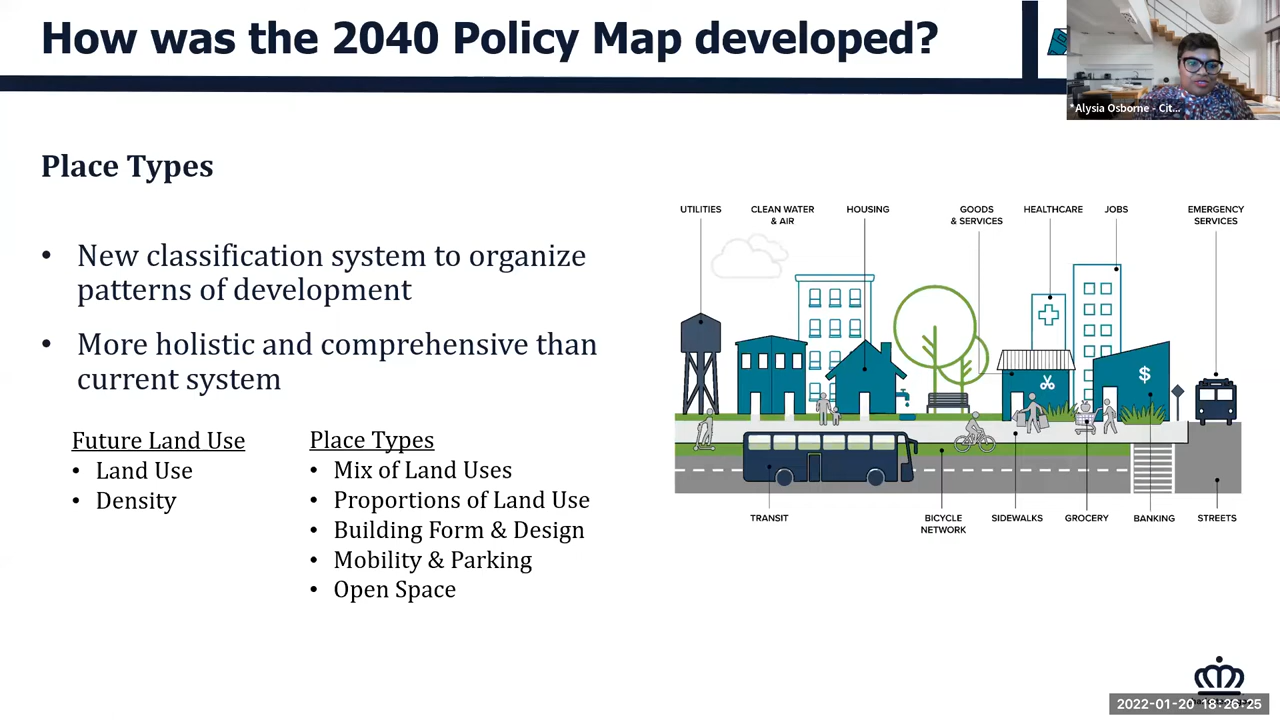 How was the 2040 Policy Map developed?
*Alysia Osborne - Cit...
Place Types
• New classification system to organize
patterns of development
• More holistic and comprehensive than
current system
Future Land Use
• Land Use
• Density
Place Types
• Mix of Land Uses
• Proportions of Land Use
• Building Form & Design
• Mobility & Parking
• Open Space
UTILITIES
CLEAN WATER
& AIR
HOUSING
GOODS
& SERVICES
HEALTHCARE
JOBS
EMERGENCY
SERVICES
$
TRANSIT
BICYCLE
NETWORK
SIDEWALKS
GROCERY
BANKING
STREETS
2022-01-20 18:26:25